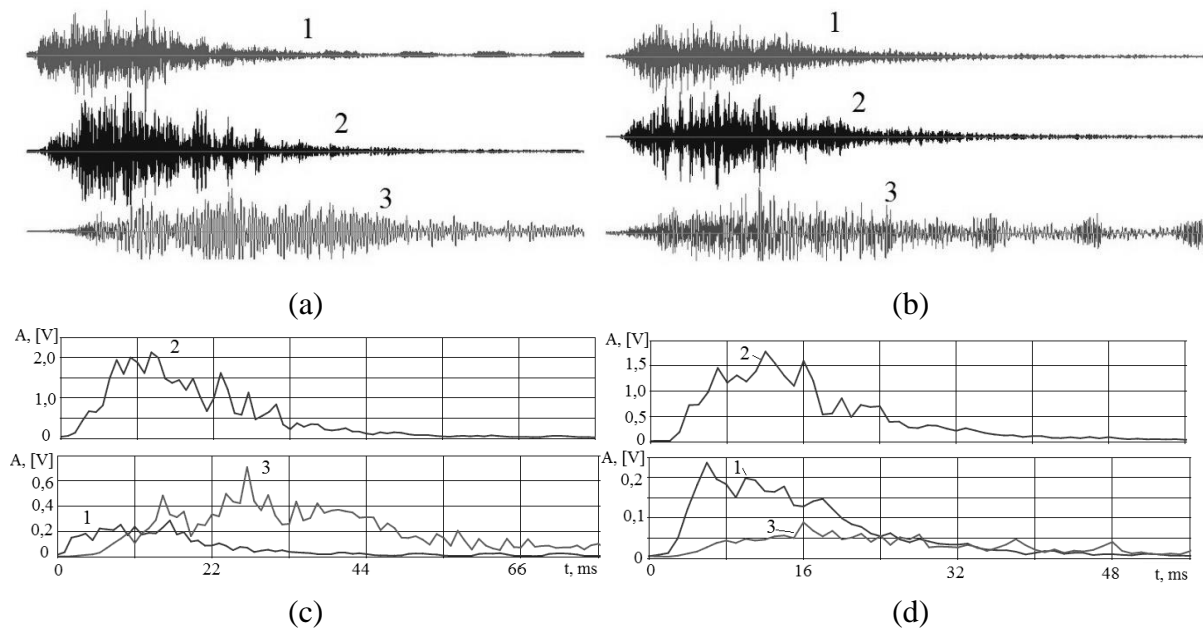 1
2
3
(a)
1
2
3
(b)
A, [V]
2,0
1,0
0
2
A, [V]
0,6
0,4
0,2
0
1
3
0 22 44 66 t, ms
(c)
A, [V]
1,5
1,0
0,5
0
2
A, [V]
0,2
0,1
0
1
3
0 16 32 48 t, ms
(d)